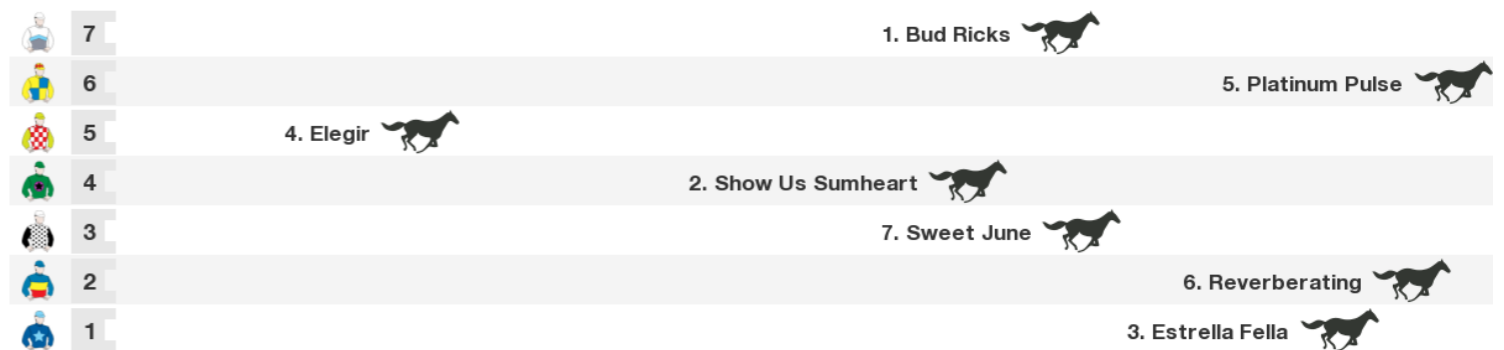 7 1. Bud Ricks
6 5. Platinum Pulse
5 4. Elegir
4 2. Show Us Sumheart
3 7. Sweet June
2 6. Reverberating
1 3. Estrella Fella